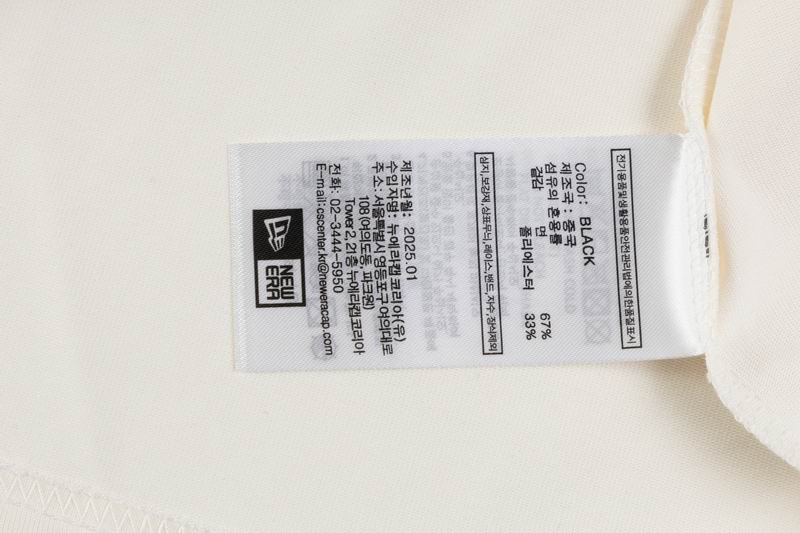 전기용품및생활용품안전관리법에의한품질표시
Color: BLACK
제조국 : 중국
섬유의 혼용률
겉감 면 67%
폴리에스터 33%
심지,보강재,상표무늬,레이스,밴드,자수,장식제외
제조년월: 2025.01
수입자명: 뉴에라캡 코리아(유)
주 소: 서울특별시 영등포구 여의대로
108 (여의도동 파크원)
Tower 2, 21층 뉴에라캡 코리아
전화: 02-3444-5950
E-mail:cscenter.kr@neweracap.com
NEW
ERA